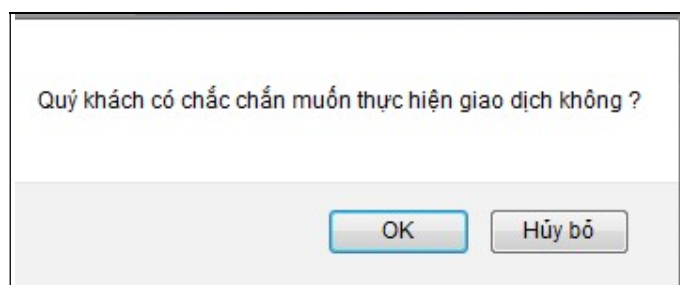 Quý khách có chắc chắn muốn thực hiện giao dịch không ?
OK
Hủy bỏ